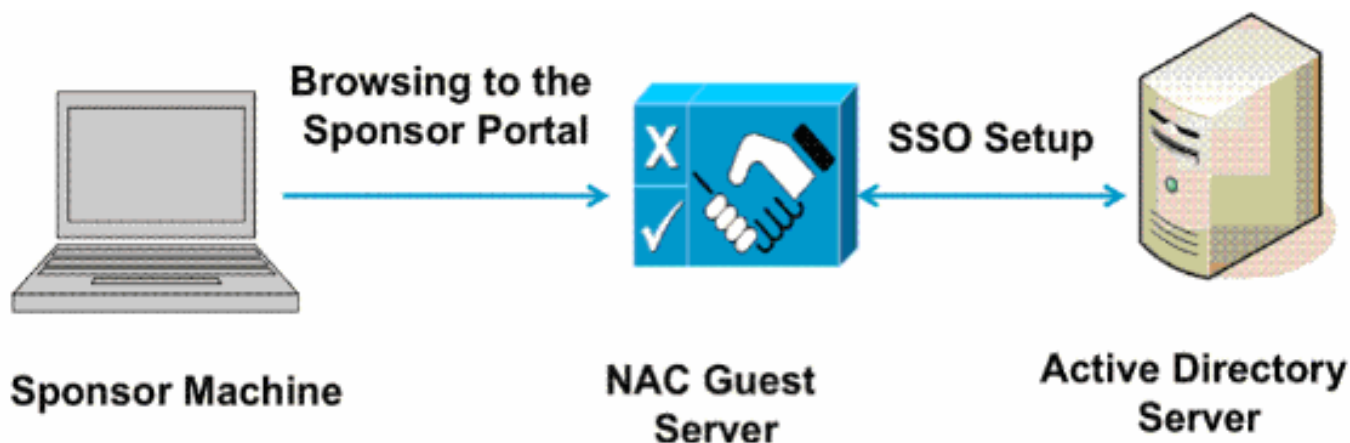 Browsing to the
Sponsor Portal
SSO Setup
X
Sponsor Machine
NAC Guest
Server
Active Directory
Server